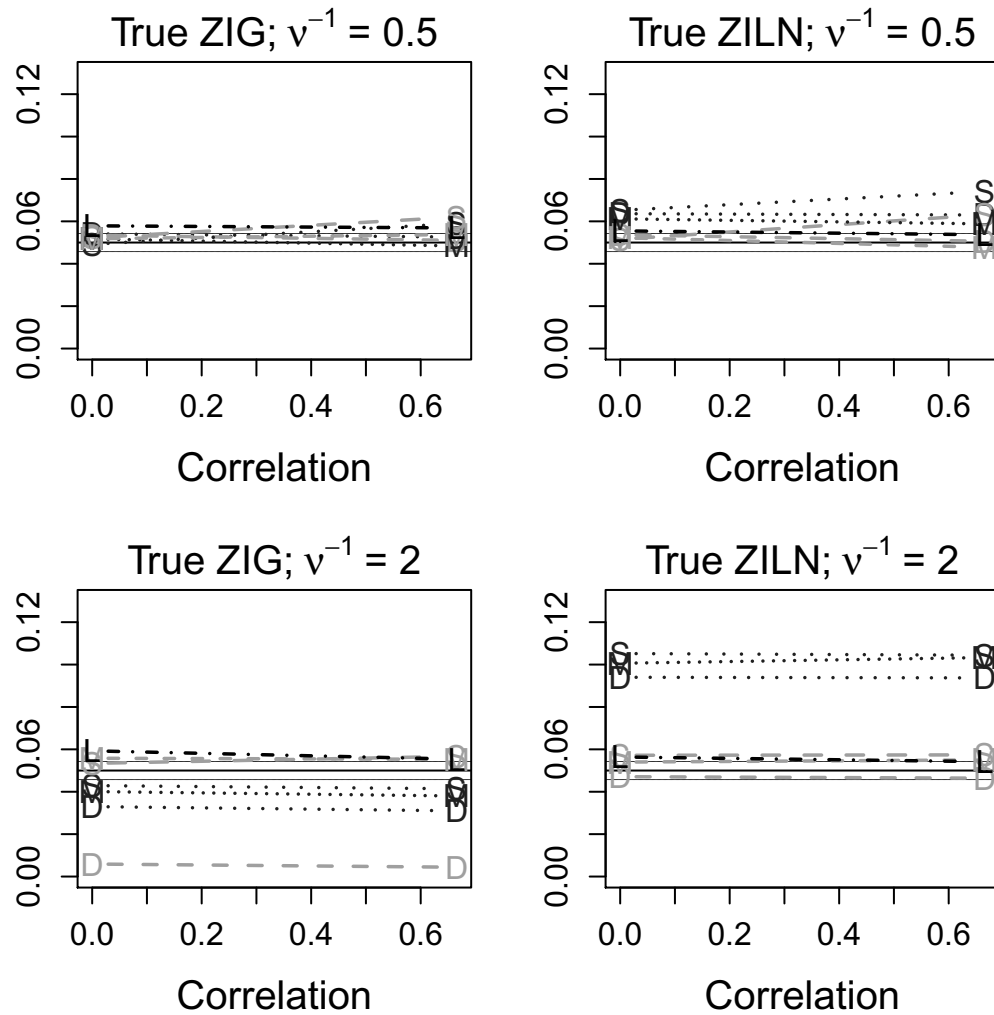 True ZIG; ν⁻¹ = 0.5
0.12
0.06
0.00
L
S
S
L
M
0.0 0.2 0.4 0.6
Correlation
True ZILN; ν⁻¹ = 0.5
0.12
0.06
0.00
S
M
L
S
M
L
M
0.0 0.2 0.4 0.6
Correlation
True ZIG; ν⁻¹ = 2
0.12
0.06
0.00
L
M
S
D
D
L
S
D
D
0.0 0.2 0.4 0.6
Correlation
True ZILN; ν⁻¹ = 2
0.12
0.06
0.00
S
M
D
S
L
D
S
M
D
S
L
D
0.0 0.2 0.4 0.6
Correlation